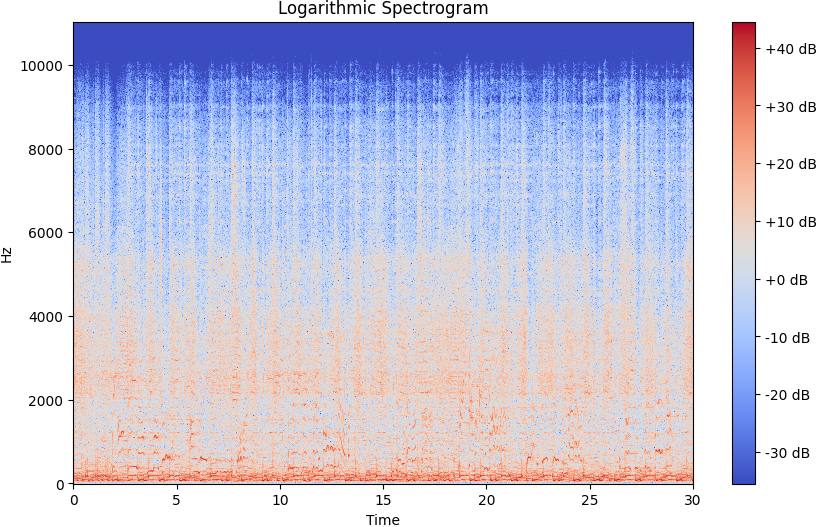 Logarithmic Spectrogram
Hz
10000
8000
6000
4000
2000
0
0 5 10 15 20 25 30
Time
+40 dB
+30 dB
+20 dB
+10 dB
+0 dB
-10 dB
-20 dB
-30 dB